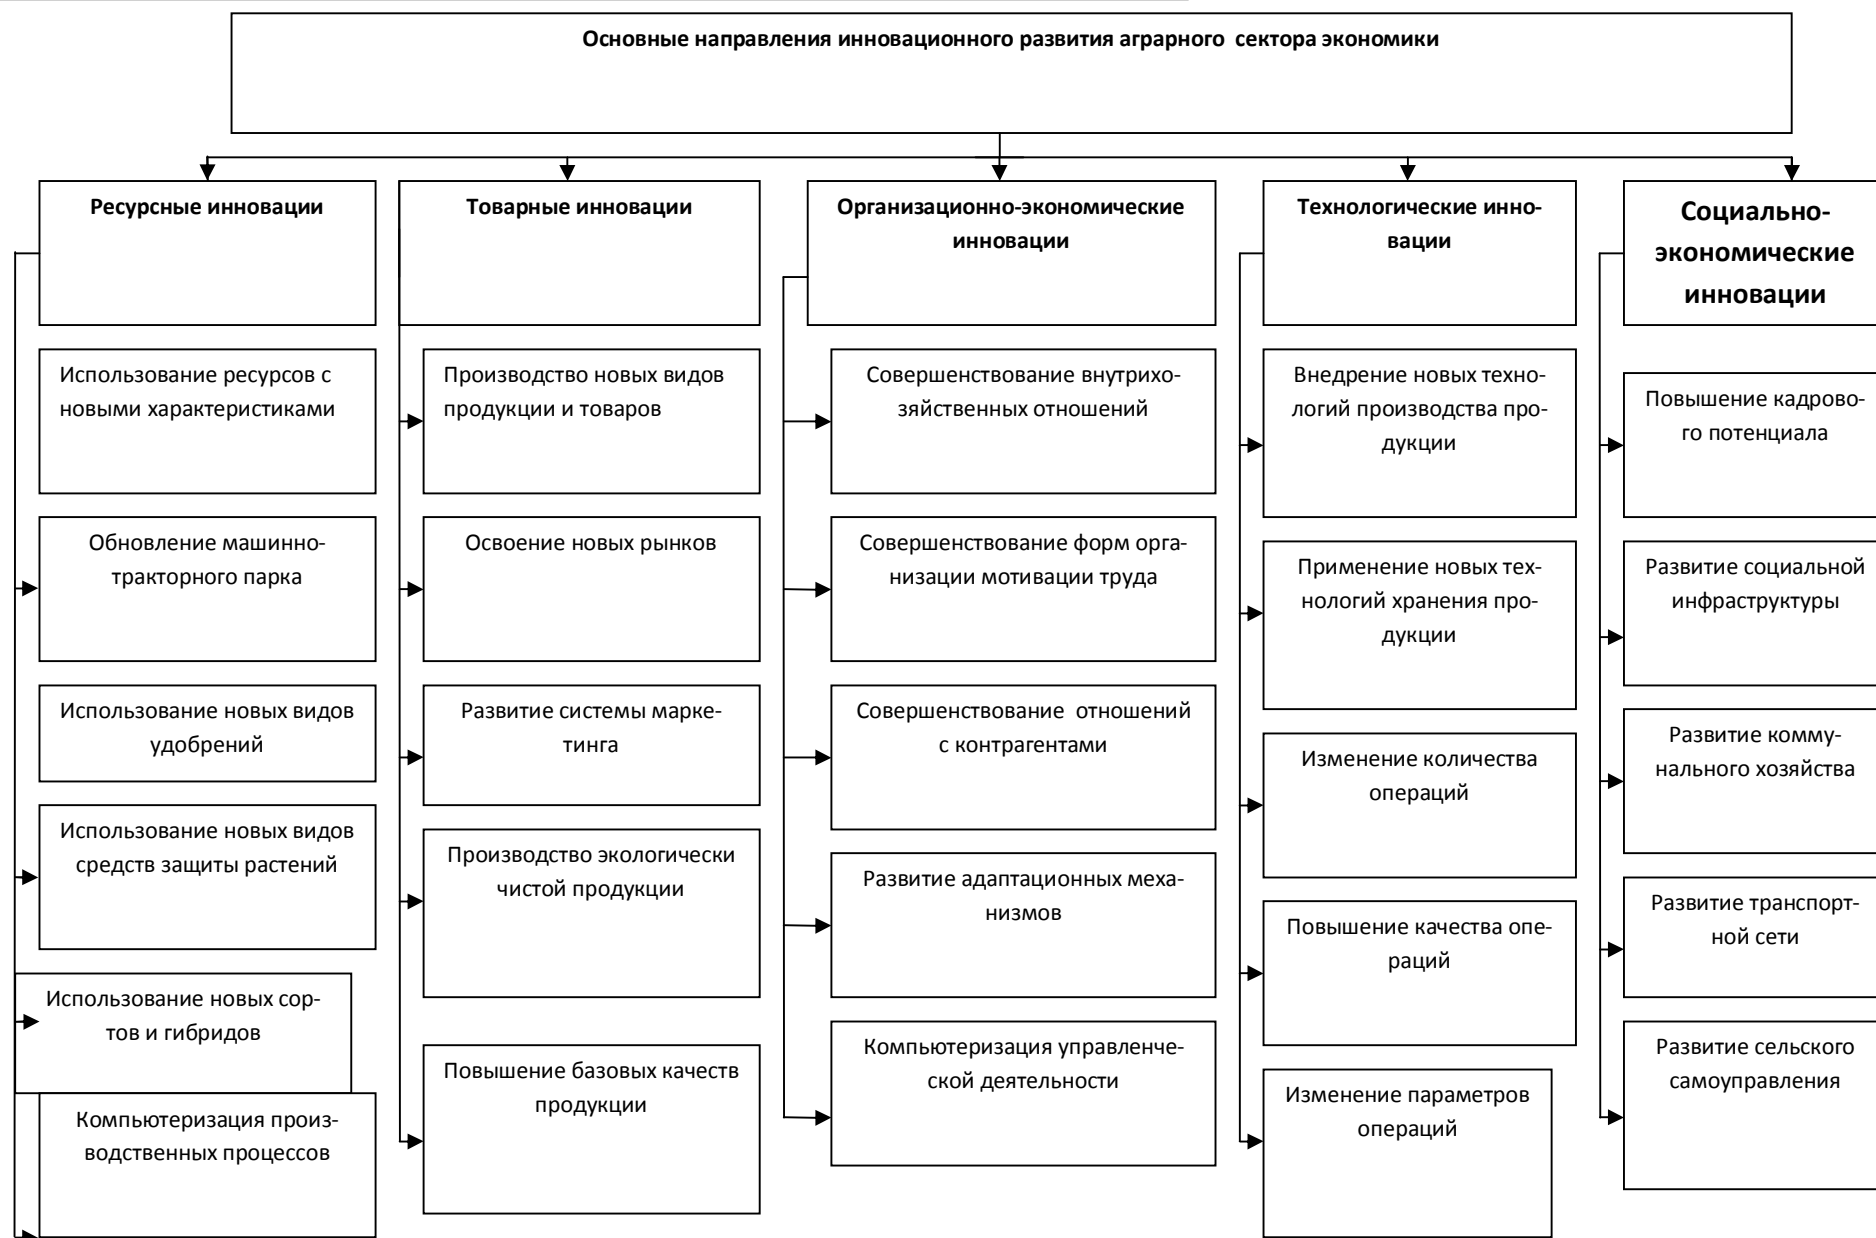 Основные направления инновационного развития аграрного сектора экономики
Ресурсные инновации
Использование ресурсов с
новыми характеристиками
Обновление машинно-
тракторного парка
Использование новых видов
удобрений
Использование новых видов
средств защиты растений
Использование новых сор-
тов и гибридов
Компьютеризация произ-
водственных процессов
Товарные инновации
Производство новых видов
продукции и товаров
Освоение новых рынков
Развитие системы марке-
тинга
Производство экологически
чистой продукции
Повышение базовых качеств
продукции
Организационно-экономические
инновации
Совершенствование внутрихо-
зяйственных отношений
Совершенствование форм орга-
низации мотивации труда
Совершенствование отношений
с контрагентами
Развитие адаптационных меха-
низмов
Компьютеризация управленче-
ской деятельности
Технологические инно-
вации
Внедрение новых техно-
логий производства про-
дукции
Применение новых тех-
нологий хранения про-
дукции
Изменение количества
операций
Повышение качества опе-
раций
Изменение параметров
операций
Социально-
экономические
инновации
Повышение кадрово-
го потенциала
Развитие социальной
инфраструктуры
Развитие комму-
нального хозяйства
Развитие транспорт-
ной сети
Развитие сельского
самоуправления